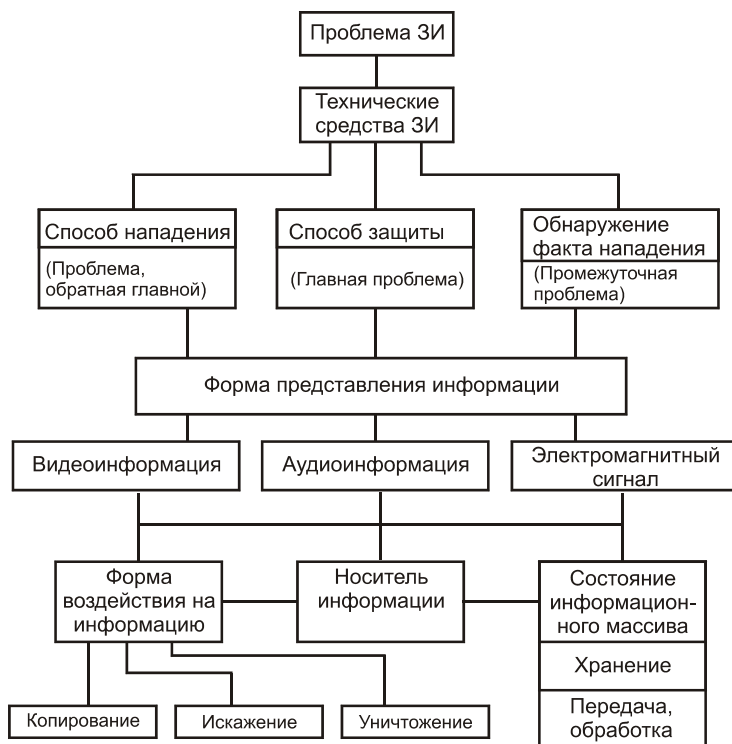 Проблема ЗИ
Технические
средства ЗИ
Способ нападения
(Проблема,
обратная главной)
Способ защиты
(Главная проблема)
Обнаружение
факта нападения
(Промежуточная
проблема)
Форма представления информации
Видеоинформация
Аудиоинформация
Электромагнитный
сигнал
Форма
воздействия на
информацию
Носитель
информации
Состояние
информацион-
ного массива
Хранение
Передача,
обработка
Копирование
Искажение
Уничтожение